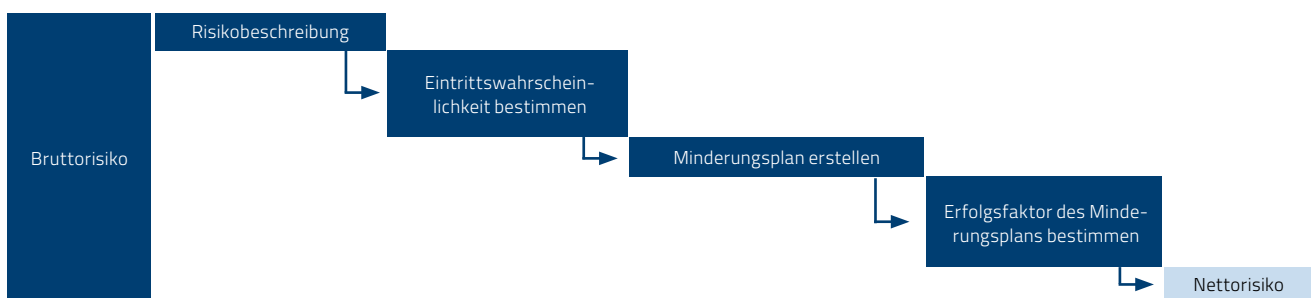 Risikobeschreibung
Eintrittswahrschein-
lichkeit bestimmen
Bruttorisiko
Minderungsplan erstellen
Erfolgsfaktor des Minde-
rungsplans bestimmen
Nettorisiko